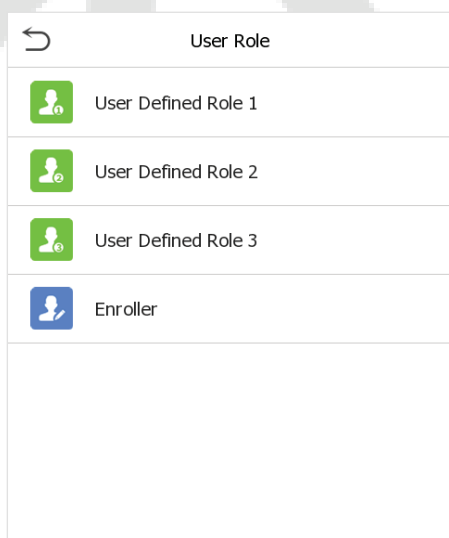 User Role
User Defined Role 1
User Defined Role 2
User Defined Role 3
Enroller